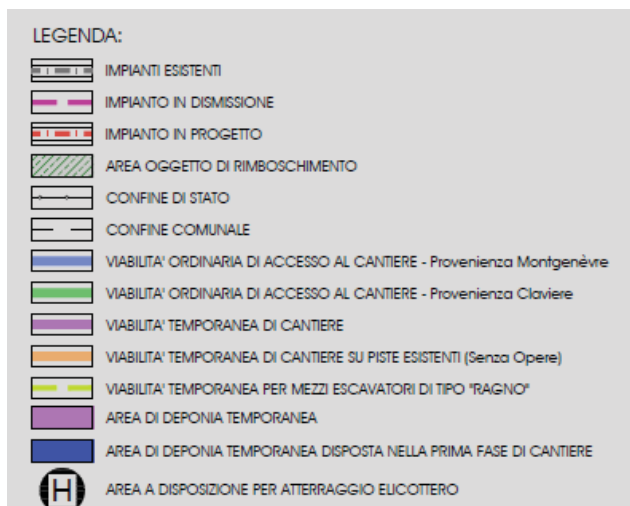 LEGENDA:
IMPIANTI ESISTENTI
IMPIANTO IN DISMISSIONE
IMPIANTO IN PROGETTO
AREA OGGETTO DI RIMBOSCHIMENTO
CONFINE DI STATO
CONFINE COMUNALE
VIABILITA' ORDINARIA DI ACCESSO AL CANTIERE - Provenienza Montgenèvre
VIABILITA' ORDINARIA DI ACCESSO AL CANTIERE - Provenienza Claviere
VIABILITA' TEMPORANEA DI CANTIERE
VIABILITA' TEMPORANEA DI CANTIERE SU PISTE ESISTENTI (Senza Opere)
VIABILITA' TEMPORANEA PER MEZZI ESCAVATORI DI TIPO "RAGNO"
AREA DI DEPONIA TEMPORANEA
AREA DI DEPONIA TEMPORANEA DISPOSTA NELLA PRIMA FASE DI CANTIERE
H AREA A DISPOSIZIONE PER ATTERRAGGIO ELICOTTERO